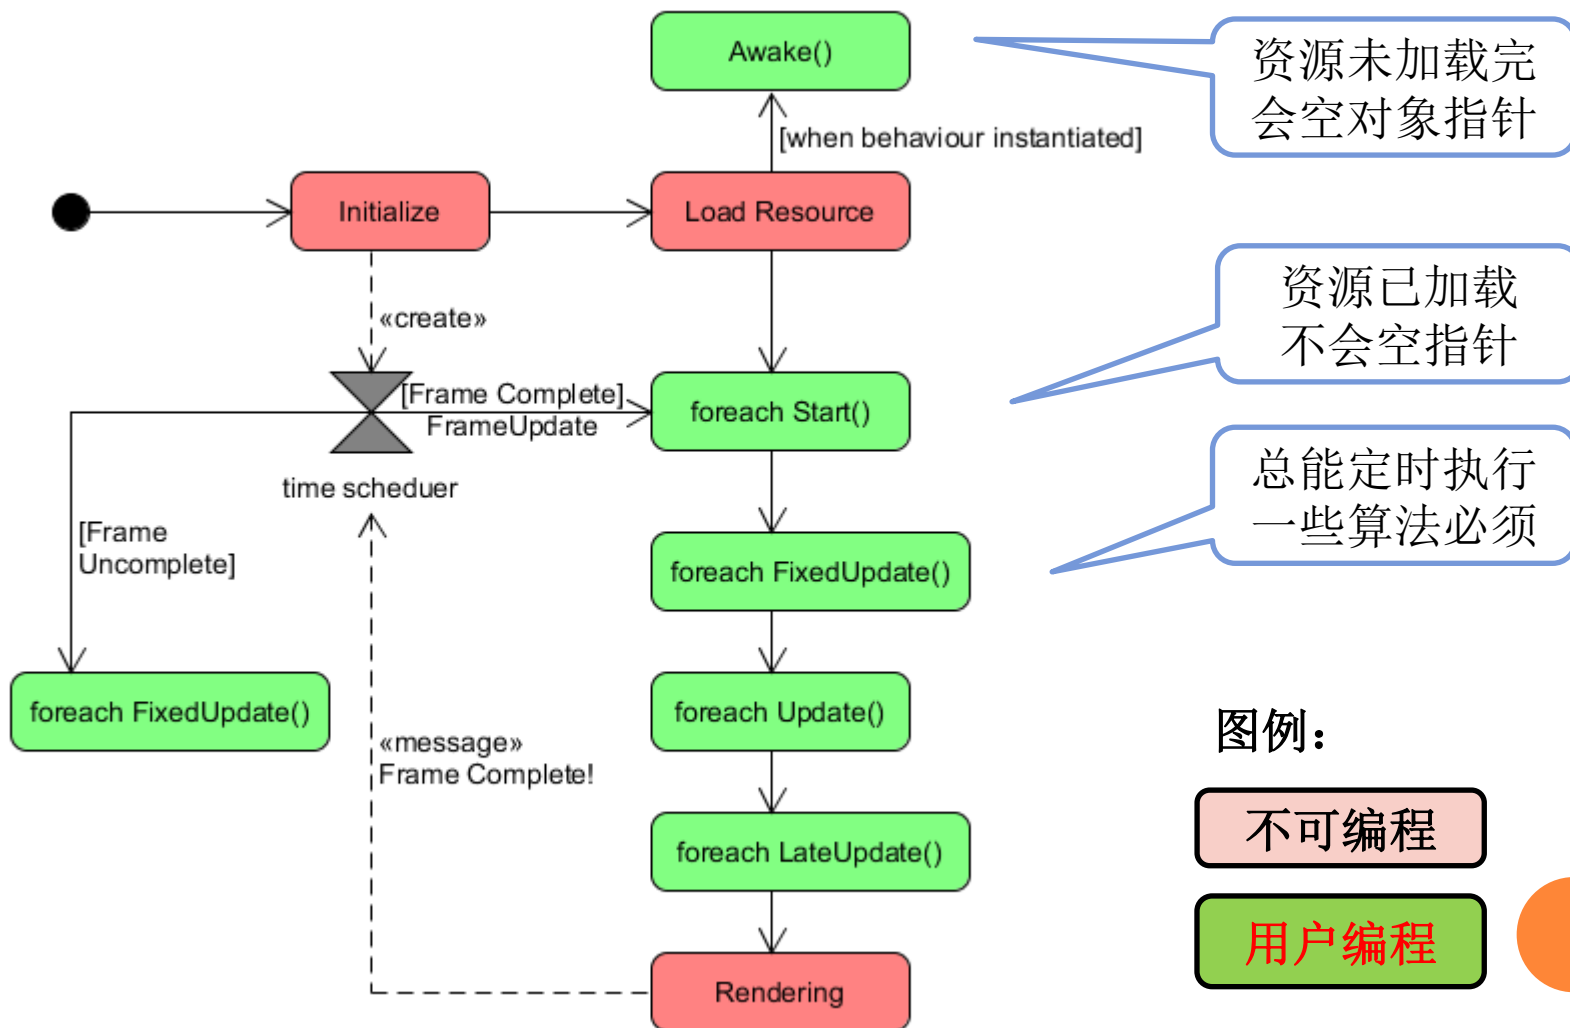 Awake()
资源未加载完
会空对象指针
[when behaviour instantiated]
Initialize
Load Resource
资源已加载
不会空指针
«create»
[Frame Complete]
FrameUpdate
foreach Start()
time scheduer
总能定时执行
一些算法必须
[Frame
Uncomplete]
foreach FixedUpdate()
foreach FixedUpdate()
foreach Update()
«message»
Frame Complete!
图例：
不可编程
foreach LateUpdate()
用户编程
Rendering